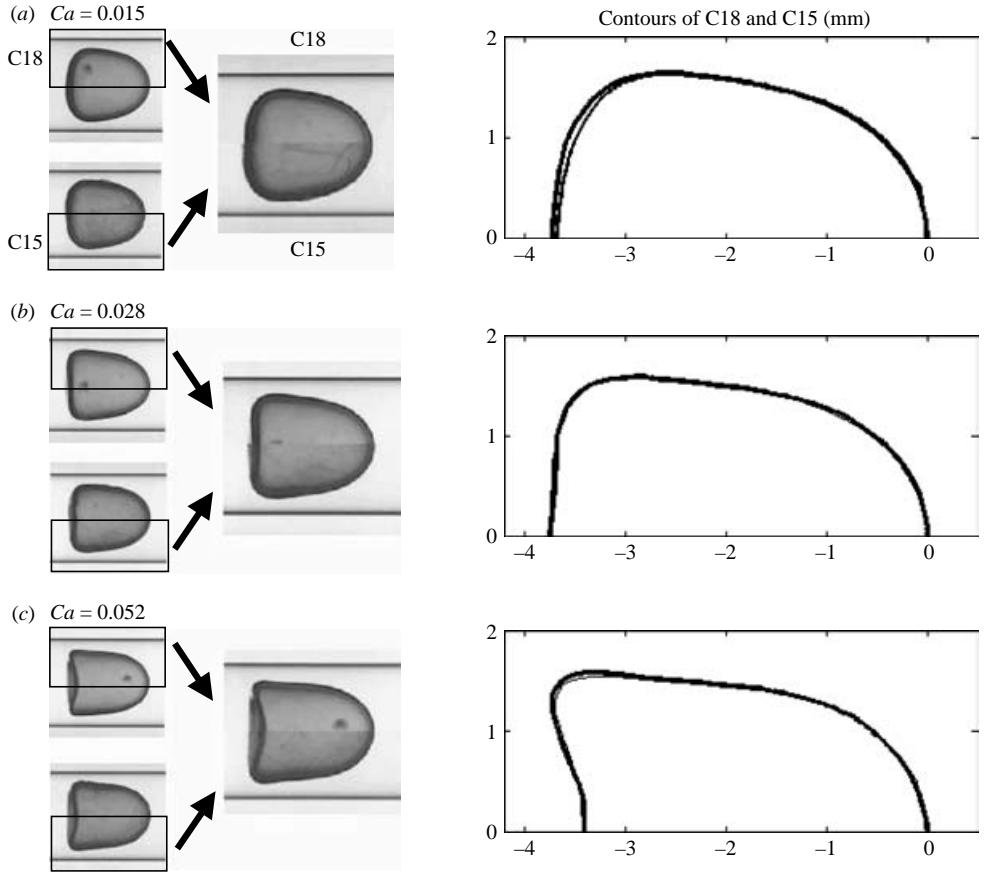 (a) Ca = 0.015
C18
C15
C18
C15
Contours of C18 and C15 (mm)
2
1
0
–4 –3 –2 –1 0
(b) Ca = 0.028
2
1
0
–4 –3 –2 –1 0
(c) Ca = 0.052
2
1
0
–4 –3 –2 –1 0